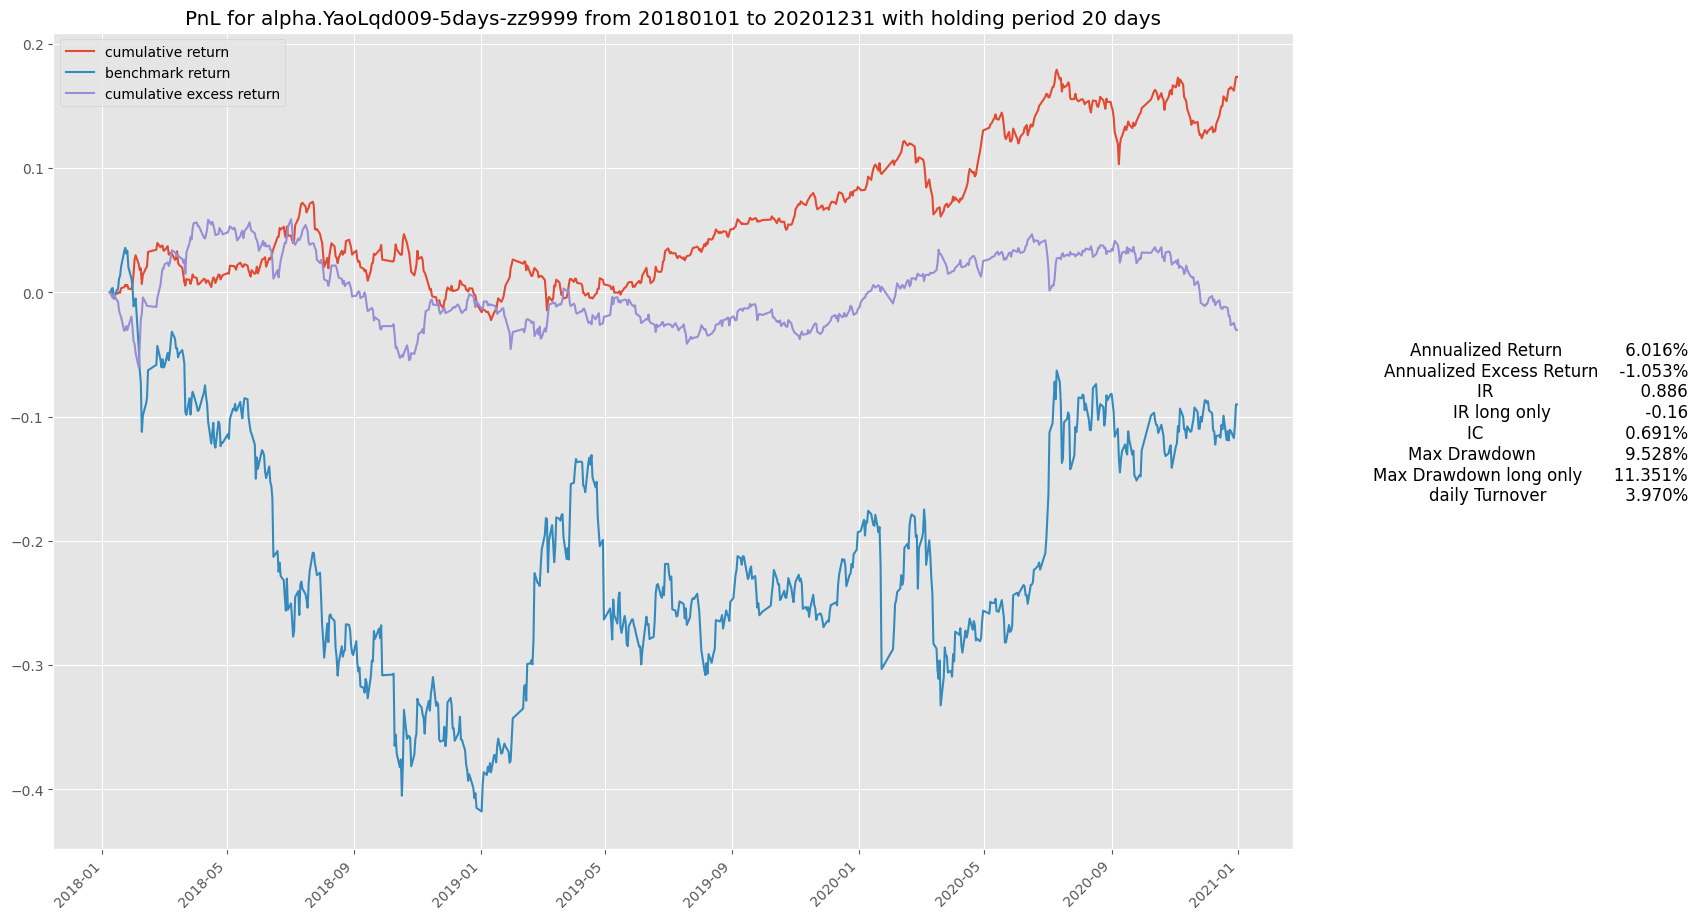 PnL for alpha.YaoLqd009-5days-zz9999 from 20180101 to 20201231 with holding period 20 days
cumulative return
benchmark return
cumulative excess return
0.2
0.1
0.0
−0.1
−0.2
−0.3
−0.4
2018-01
2018-05
2018-09
2019-01
2019-05
2019-09
2020-01
2020-05
2020-09
2021-01
Annualized Return 6.016%
Annualized Excess Return -1.053%
IR 0.886
IR long only -0.16
IC 0.691%
Max Drawdown 9.528%
Max Drawdown long only 11.351%
daily Turnover 3.970%